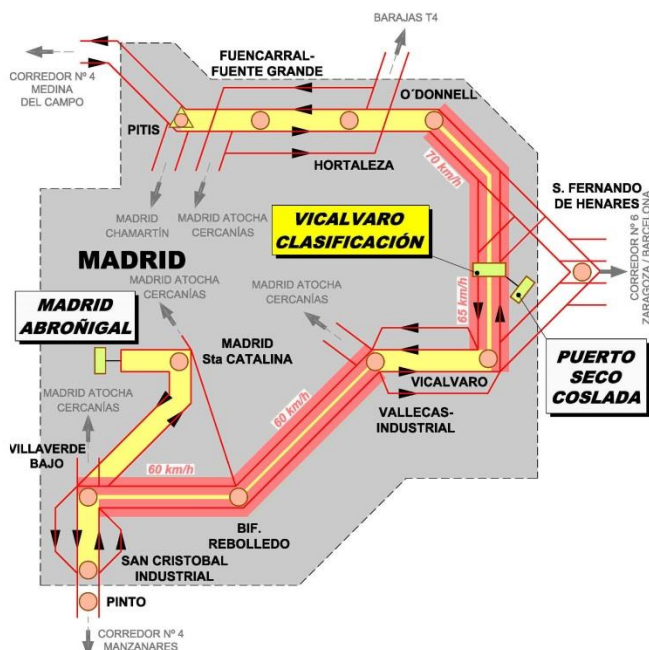 BARAJAS T4
CORREDOR Nº 4
MEDINA
DEL CAMPO
FUENCARRAL-
FUENTE GRANDE
O´DONNELL
PITIS
HORTALEZA
70 km/h
S. FERNANDO
DE HENARES
MADRID
CHAMARTÍN
MADRID ATOCHA
CERCANÍAS
VICALVARO
CLASIFICACIÓN
CORREDOR Nº 6
ZARAGOZA / BARCELONA
MADRID
MADRID ATOCHA
CERCANÍAS
MADRID ATOCHA
CERCANÍAS
65 km/h
MADRID
ABROÑIGAL
MADRID
Sta CATALINA
PUERTO
SECO
COSLADA
VICALVARO
MADRID ATOCHA
CERCANÍAS
VALLECAS-
INDUSTRIAL
60 km/h
VILLAVERDE
BAJO
60 km/h
BIF.
REBOLLEDO
SAN CRISTOBAL
INDUSTRIAL
PINTO
CORREDOR Nº 4
MANZANARES